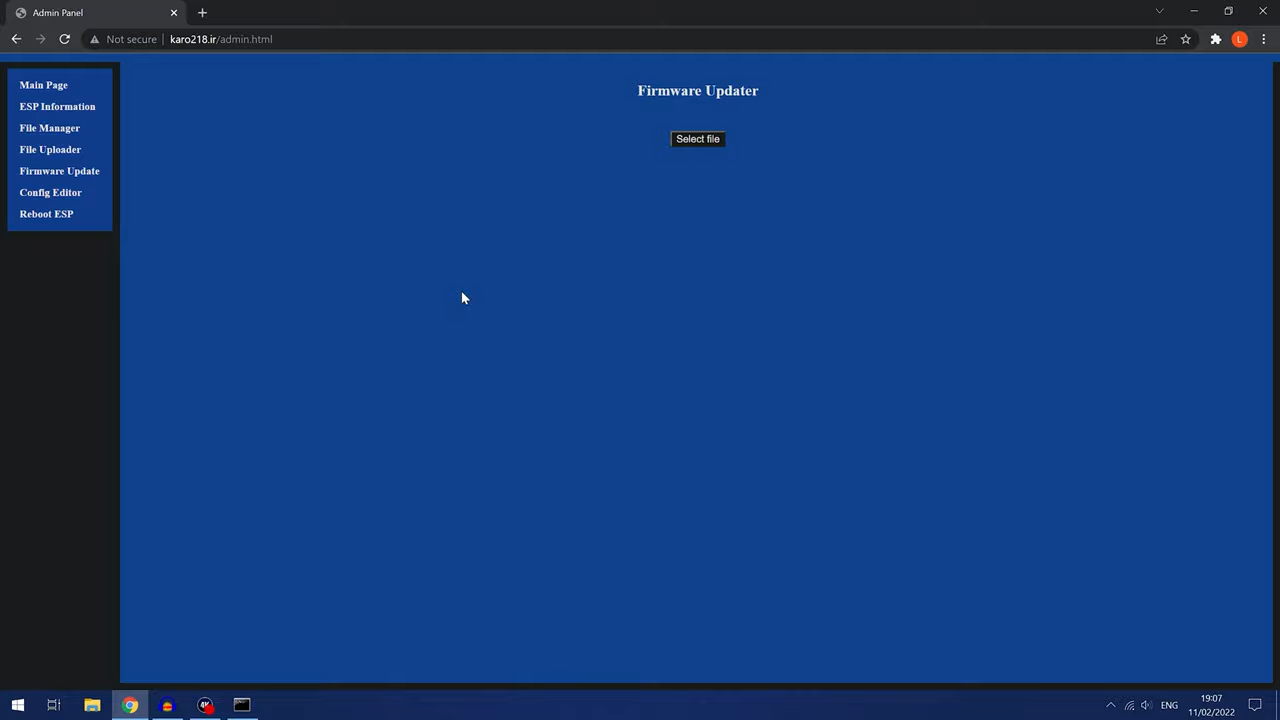 Admin Panel
Not secure
karo218.ir/admin.html
L
Main Page
ESP Information
File Manager
File Uploader
Firmware Update
Config Editor
Reboot ESP
Firmware Updater
Select file
4K
ENG
19:07
11/02/2022